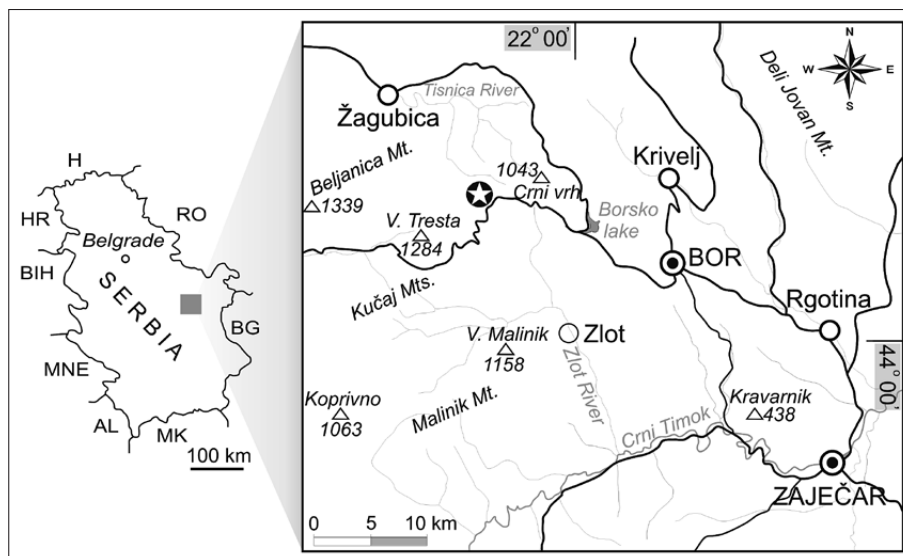 H
HR
RO
Belgrade
BIH
SERBIA
BG
MNE
AL
MK
100 km
22° 00'
N
W E
S
Tisnica River
Žagubica
Deli Jovan Mt.
Beljanica Mt.
1339
1043
Crni vrh
Krivelj
V. Tresta
1284
Borsko
lake
BOR
Kučaj Mts.
Rgotina
V. Malinik
1158
Zlot
Zlot River
44° 00'
Koprivno
1063
Malinik Mt.
Crni Timok
Kravarnik
438
ZAJEČAR
0 5 10 km